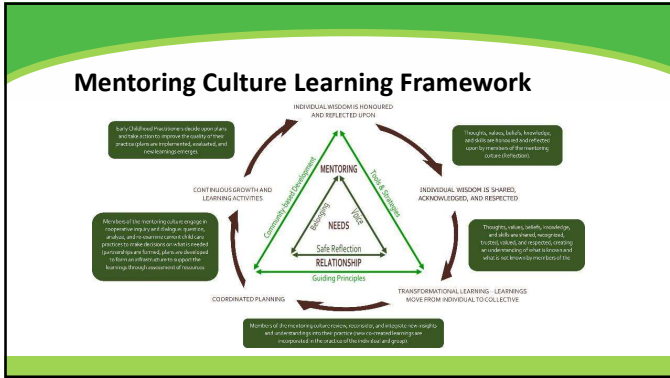 Mentoring Culture Learning Framework
INDIVIDUAL WISDOM IS HONOURED
AND REFLECTED UPON
Early Childhood Practitioners decide upon plans
and take action to improve the quality of their
practice (plans are implemented, evaluated, and
new learnings emerge).
Thoughts, values, beliefs, knowledge,
and skills are honoured and reflected
upon by members of the mentoring
culture (Reflection).
CONTINUOUS GROWTH AND
LEARNING ACTIVITIES
INDIVIDUAL WISDOM IS SHARED,
ACKNOWLEDGED, AND RESPECTED
Community-based Development
MENTORING
Tools & Strategies
Belonging
Voice
NEEDS
Safe Reflection
RELATIONSHIP
Guiding Principles
Members of the mentoring culture engage in
cooperative inquiry and dialogue: question,
analyze, and re-examine current child care
practices to make decisions on what is needed
(partnerships are formed, plans are developed
to form an infrastructure to support the
learnings through assessment of resources
Thoughts, values, beliefs, knowledge,
and skills are shared, recognized,
trusted, valued, and respected, creating
an understanding of what is known and
what is not known by members of the
COORDINATED PLANNING
TRANSFORMATIONAL LEARNING - LEARNINGS
MOVE FROM INDIVIDUAL TO COLLECTIVE
Members of the mentoring culture review, reconsider, and integrate new insights
and understandings into their practice (new co-created learnings are
incorporated in the practice of the individual and group).